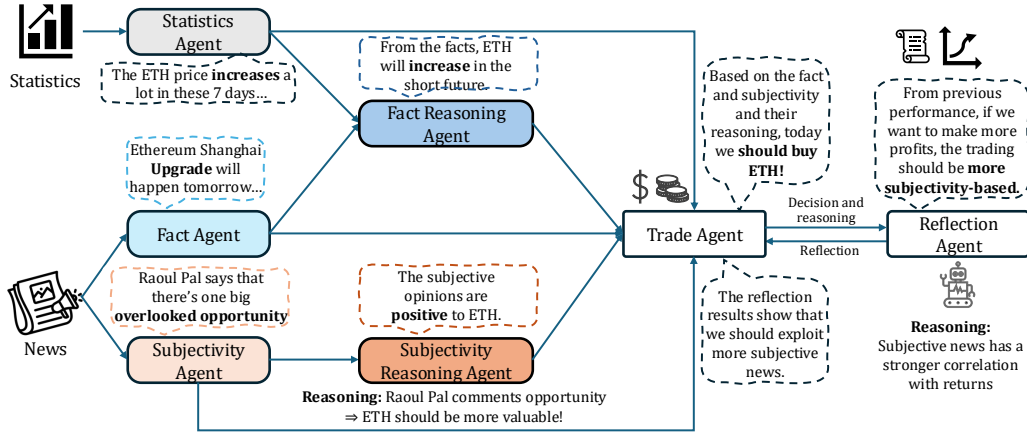 Statistics
Statistics
Agent
The ETH price increases a
lot in these 7 days...
From the facts, ETH
will increase in the
short future.
Fact Reasoning
Agent
Ethereum Shanghai
Upgrade will
happen tomorrow...
Fact Agent
News
Raoul Pal says that
there's one big
overlooked opportunity
Subjectivity
Agent
The subjective
opinions are
positive to ETH.
Subjectivity
Reasoning Agent
Reasoning: Raoul Pal comments opportunity
⇒ ETH should be more valuable!
Based on the fact
and subjectivity
and their
reasoning, today
we should buy
ETH!
$
Trade Agent
The reflection
results show that
we should exploit
more subjective
news.
Decision and
reasoning
Reflection
From previous
performance, if we
want to make more
profits, the trading
should be more
subjectivity-based.
Reflection
Agent
Reasoning:
Subjective news has a
stronger correlation
with returns